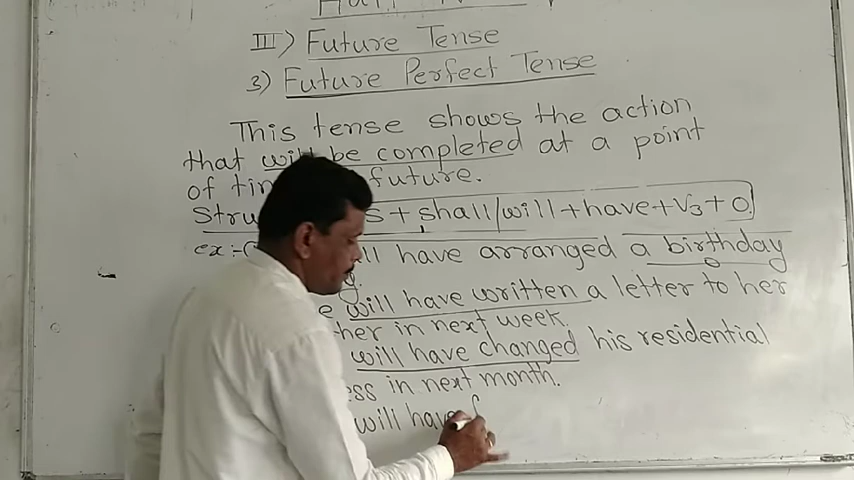 III) Future Tense
3) Future Perfect Tense
This tense shows the action
that will be completed at a point
of future.
S + shall/will + have + V3 + O
ex:- have arranged a birthday
will have written a letter to her
in next week.
will have changed his residential
in next month.
will have